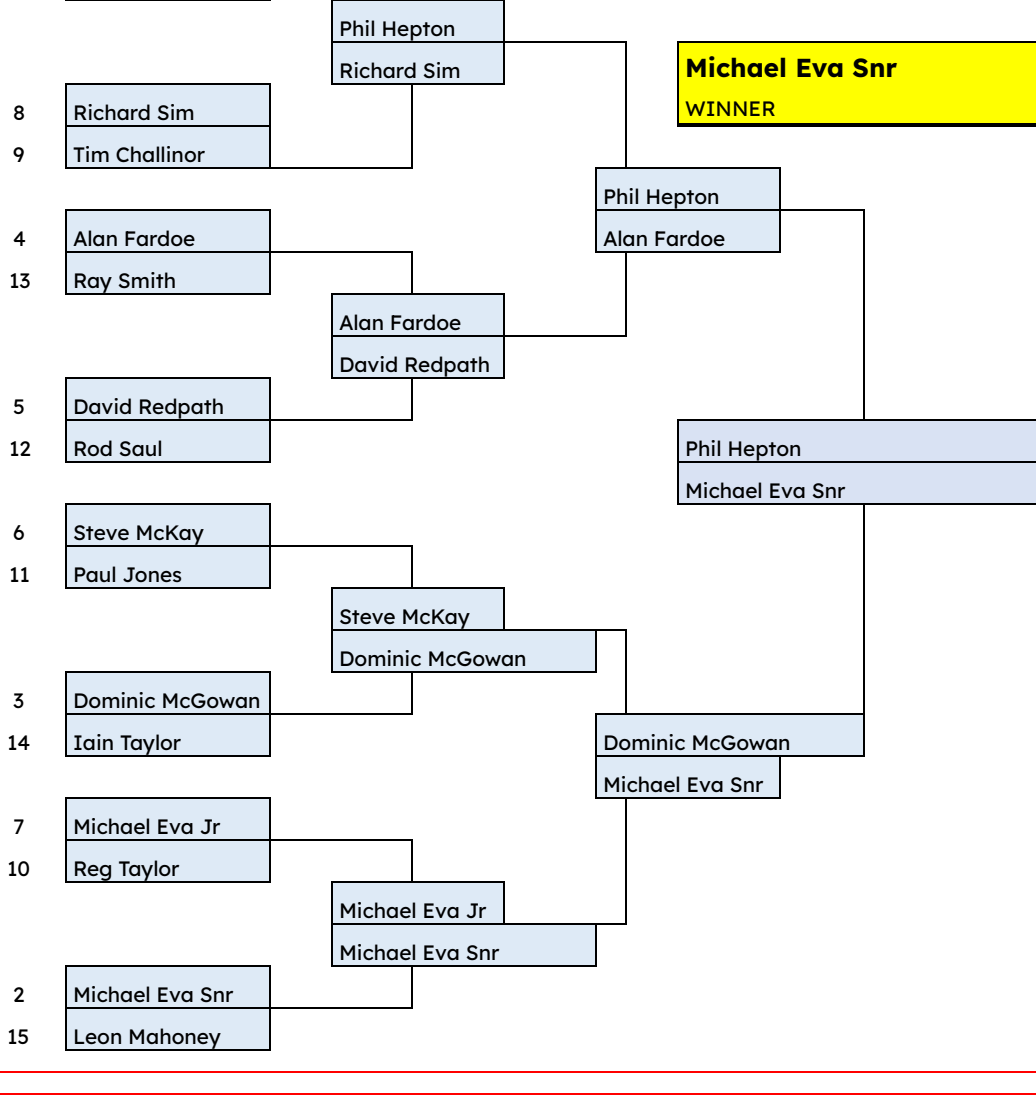 Phil Hepton
Richard Sim
Michael Eva Snr
WINNER
8 Richard Sim
9 Tim Challinor
Phil Hepton
Alan Fardoe
4 Alan Fardoe
13 Ray Smith
Alan Fardoe
David Redpath
5 David Redpath
12 Rod Saul
Phil Hepton
Michael Eva Snr
6 Steve McKay
11 Paul Jones
Steve McKay
Dominic McGowan
3 Dominic McGowan
14 Iain Taylor
Dominic McGowan
Michael Eva Snr
7 Michael Eva Jr
10 Reg Taylor
Michael Eva Jr
Michael Eva Snr
2 Michael Eva Snr
15 Leon Mahoney